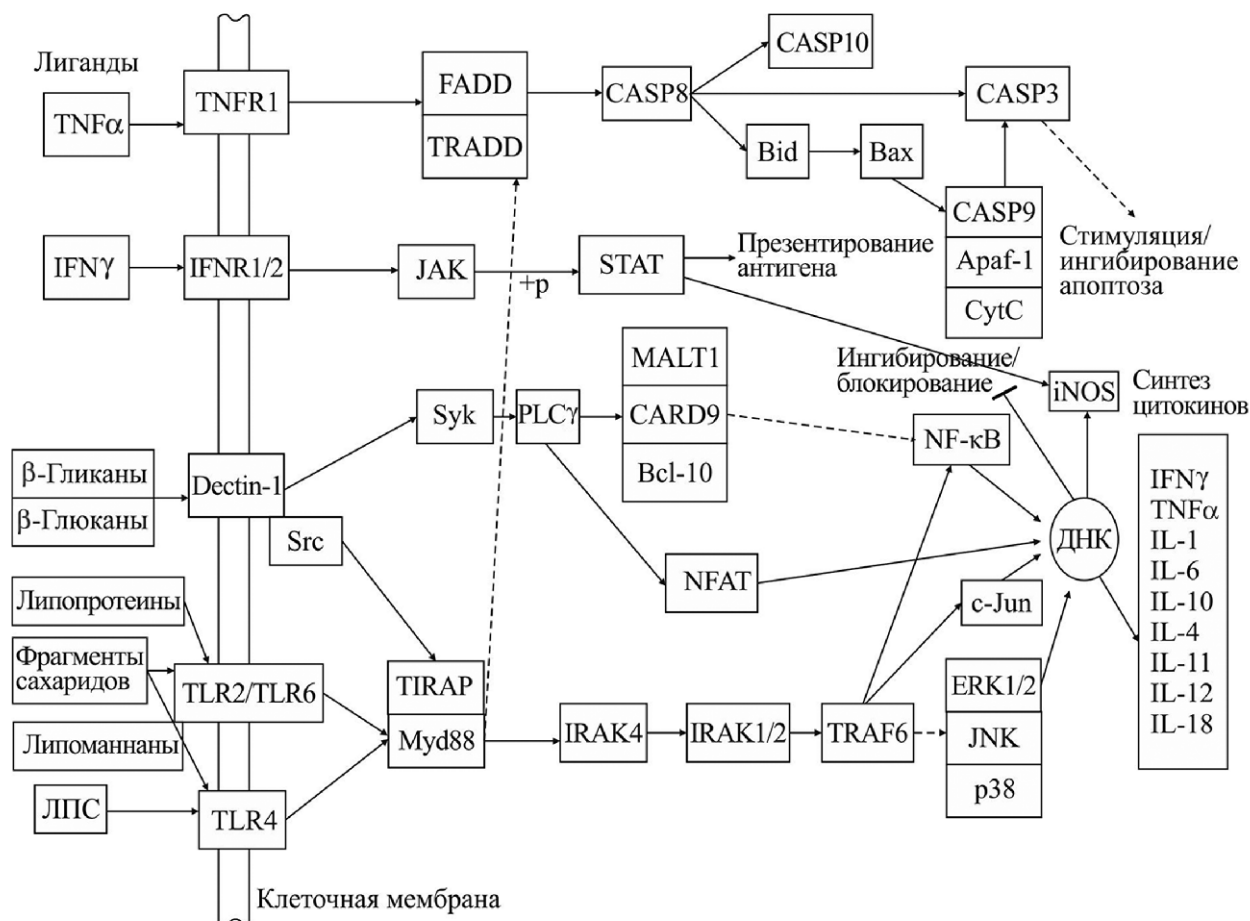 Лиганды
TNFα
TNFR1
FADD
TRADD
CASP8
CASP10
CASP3
Bid
Bax
CASP9
Apaf-1
CytC
Стимуляция/
ингибирование
апоптоза
IFNγ
IFNR1/2
JAK
+p
STAT
Презентирование
антигена
MALT1
CARD9
Bcl-10
Ингибирование/
блокирование
iNOS
Синтез
цитокинов
Syk
PLCγ
NF-κB
β-Гликаны
β-Глюканы
Dectin-1
Src
NFAT
ДНК
c-Jun
IFNγ
TNFα
IL-1
IL-6
IL-10
IL-4
IL-11
IL-12
IL-18
Липопротеины
Фрагменты
сахаридов
Липоманнаны
ЛПС
TLR2/TLR6
TLR4
TIRAP
Myd88
IRAK4
IRAK1/2
TRAF6
ERK1/2
JNK
p38
Клеточная мембрана